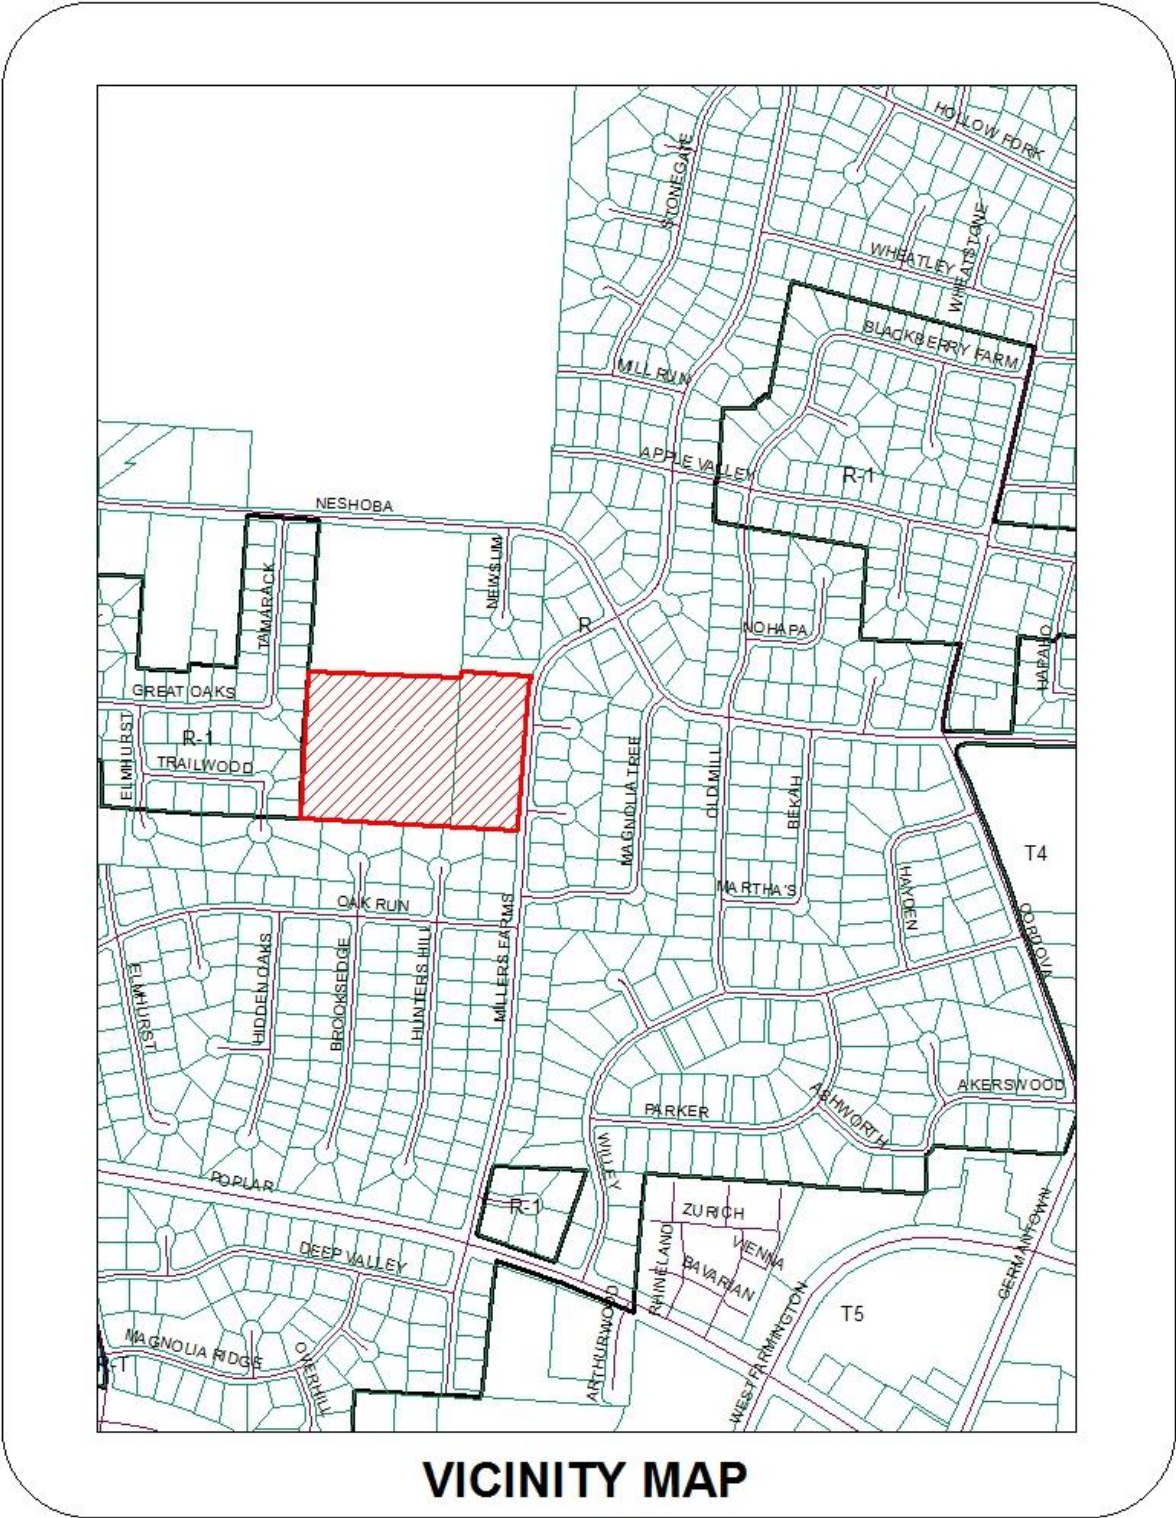 HOLLOW FORK
STONEGATE
WHEATSTONE
WHEATLEY
BLACKBERRY FARM
MILL RUN
APPLE VALLEY
R-1
NESHOBA
NEWSUM
TAMARACK
R
NOHAPA
HAPAHO
GREAT OAKS
ELMHURST
R-1
TRAILWOOD
MAGNOLIA TREE
OLD MILL
BEKAH
T4
MARTHA'S
HAYDEN
OAK RUN
MILLERS FARMS
CORDOVA
ELMHURST
HIDDEN OAKS
BROOKSEDGE
HUNTERS HILL
AKERSWOOD
ASHWORTH
PARKER
WILLEY
POPLAR
R-1
ZURICH
RHINELAND
VIENNA
BAVARIAN
GERMANTOWN
DEEP VALLEY
WEST FARMINGTON
T5
ARTHURWOOD
MAGNOLIA RIDGE
OVERHILL
R-T
VICINITY MAP